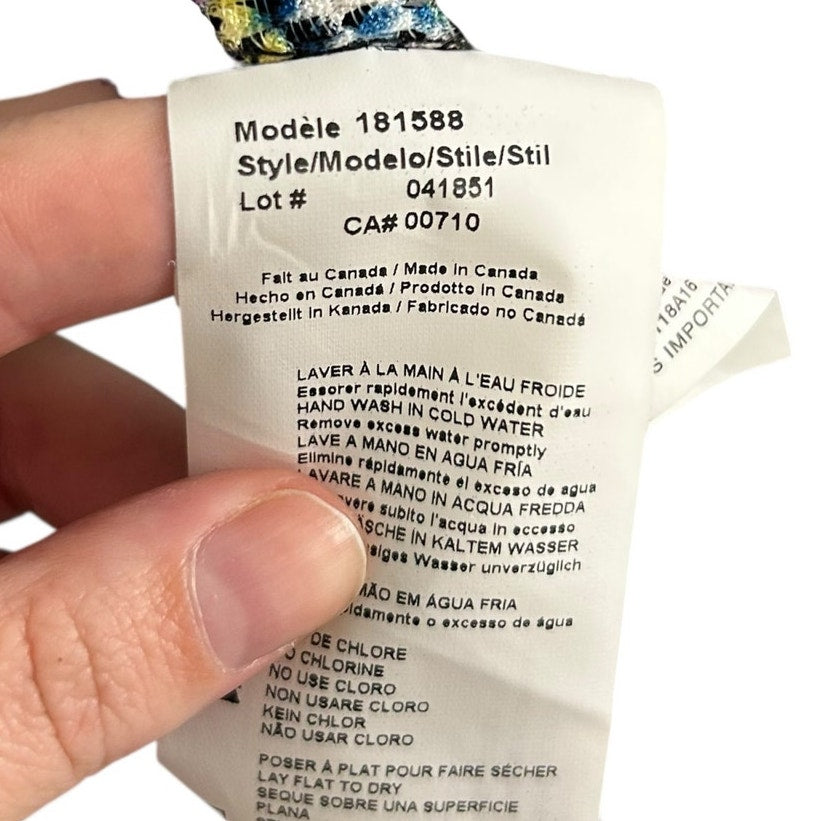 Modèle 181588
Style/Modelo/Stile/Stil
Lot # 041851
CA# 00710
Fait au Canada / Made in Canada
Hecho en Canadá / Prodotto in Canada
Hergestellt in Kanada / Fabricado no Canadá
LAVER À LA MAIN À L'EAU FROIDE
Essorer rapidement l'excédent d'eau
HAND WASH IN COLD WATER
Remove excess water promptly
LAVE A MANO EN AGUA FRÍA
Elimine rápidamente el exceso de agua
LAVARE A MANO IN ACQUA FREDDA
subito l'acqua in eccesso
IN KALTEM WASSER
Wasser unverzüglich
MÃO EM ÁGUA FRIA
o excesso de água
DE CHLORE
CHLORINE
NO USE CLORO
NON USARE CLORO
KEIN CHLOR
NÃO USAR CLORO
POSER À PLAT POUR FAIRE SÉCHER
LAY FLAT TO DRY
SEQUE SOBRE UNA SUPERFICIE
PLANA
18A16